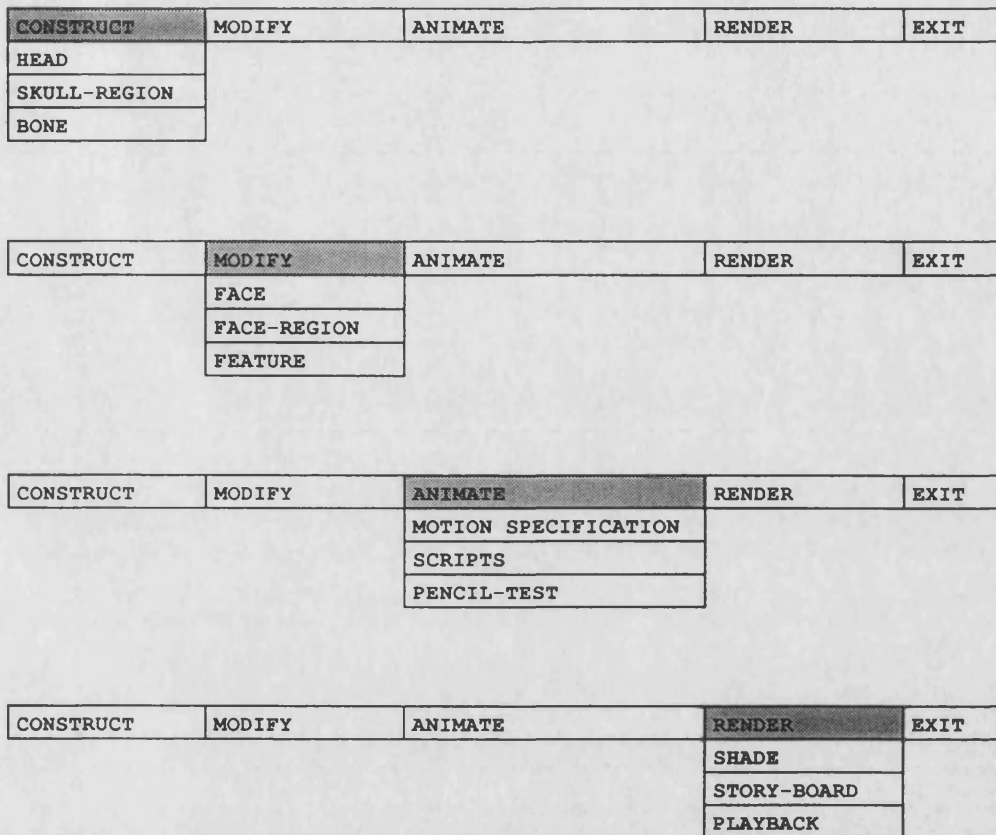 CONSTRUCT MODIFY ANIMATE RENDER EXIT
HEAD
SKULL-REGION
BONE
CONSTRUCT MODIFY ANIMATE RENDER EXIT
FACE
FACE-REGION
FEATURE
CONSTRUCT MODIFY ANIMATE RENDER EXIT
MOTION SPECIFICATION
SCRIPTS
PENCIL-TEST
CONSTRUCT MODIFY ANIMATE RENDER EXIT
SHADE
STORY-BOARD
PLAYBACK